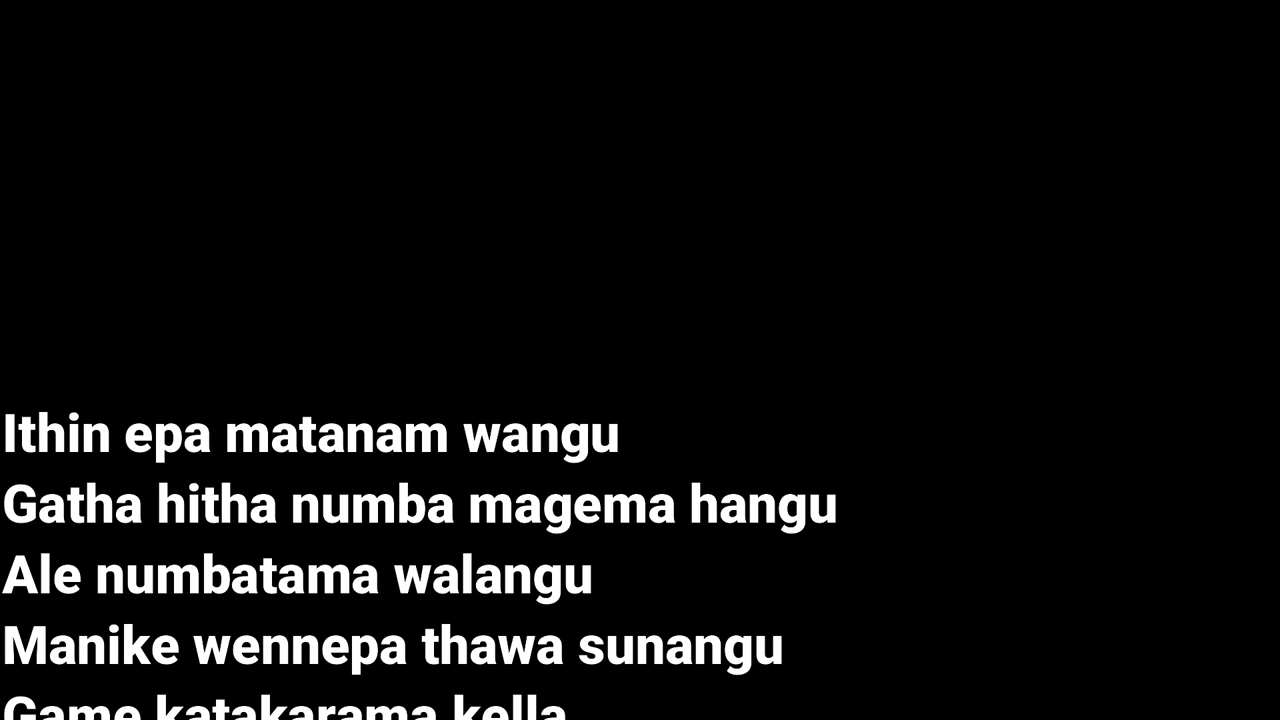 Ithin epa matanam wangu
Gatha hitha numba magema hangu
Ale numbatama walangu
Manike wennepa thawa sunangu
Game katakarama kella